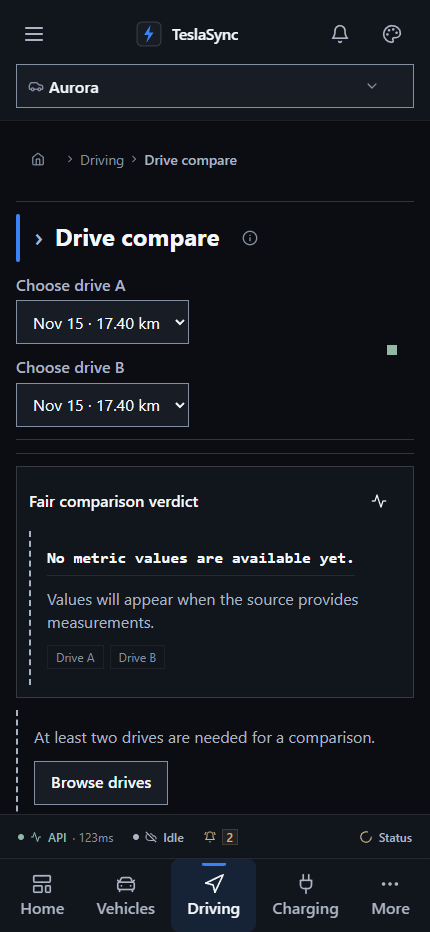 TeslaSync
Aurora
Driving
Drive compare
Drive compare
Choose drive A
Nov 15 · 17.40 km
Choose drive B
Nov 15 · 17.40 km
Fair comparison verdict
No metric values are available yet.
Values will appear when the source provides
measurements.
Drive A
Drive B
At least two drives are needed for a comparison.
Browse drives
API · 123ms
Idle
2
Status
Home
Vehicles
Driving
Charging
More